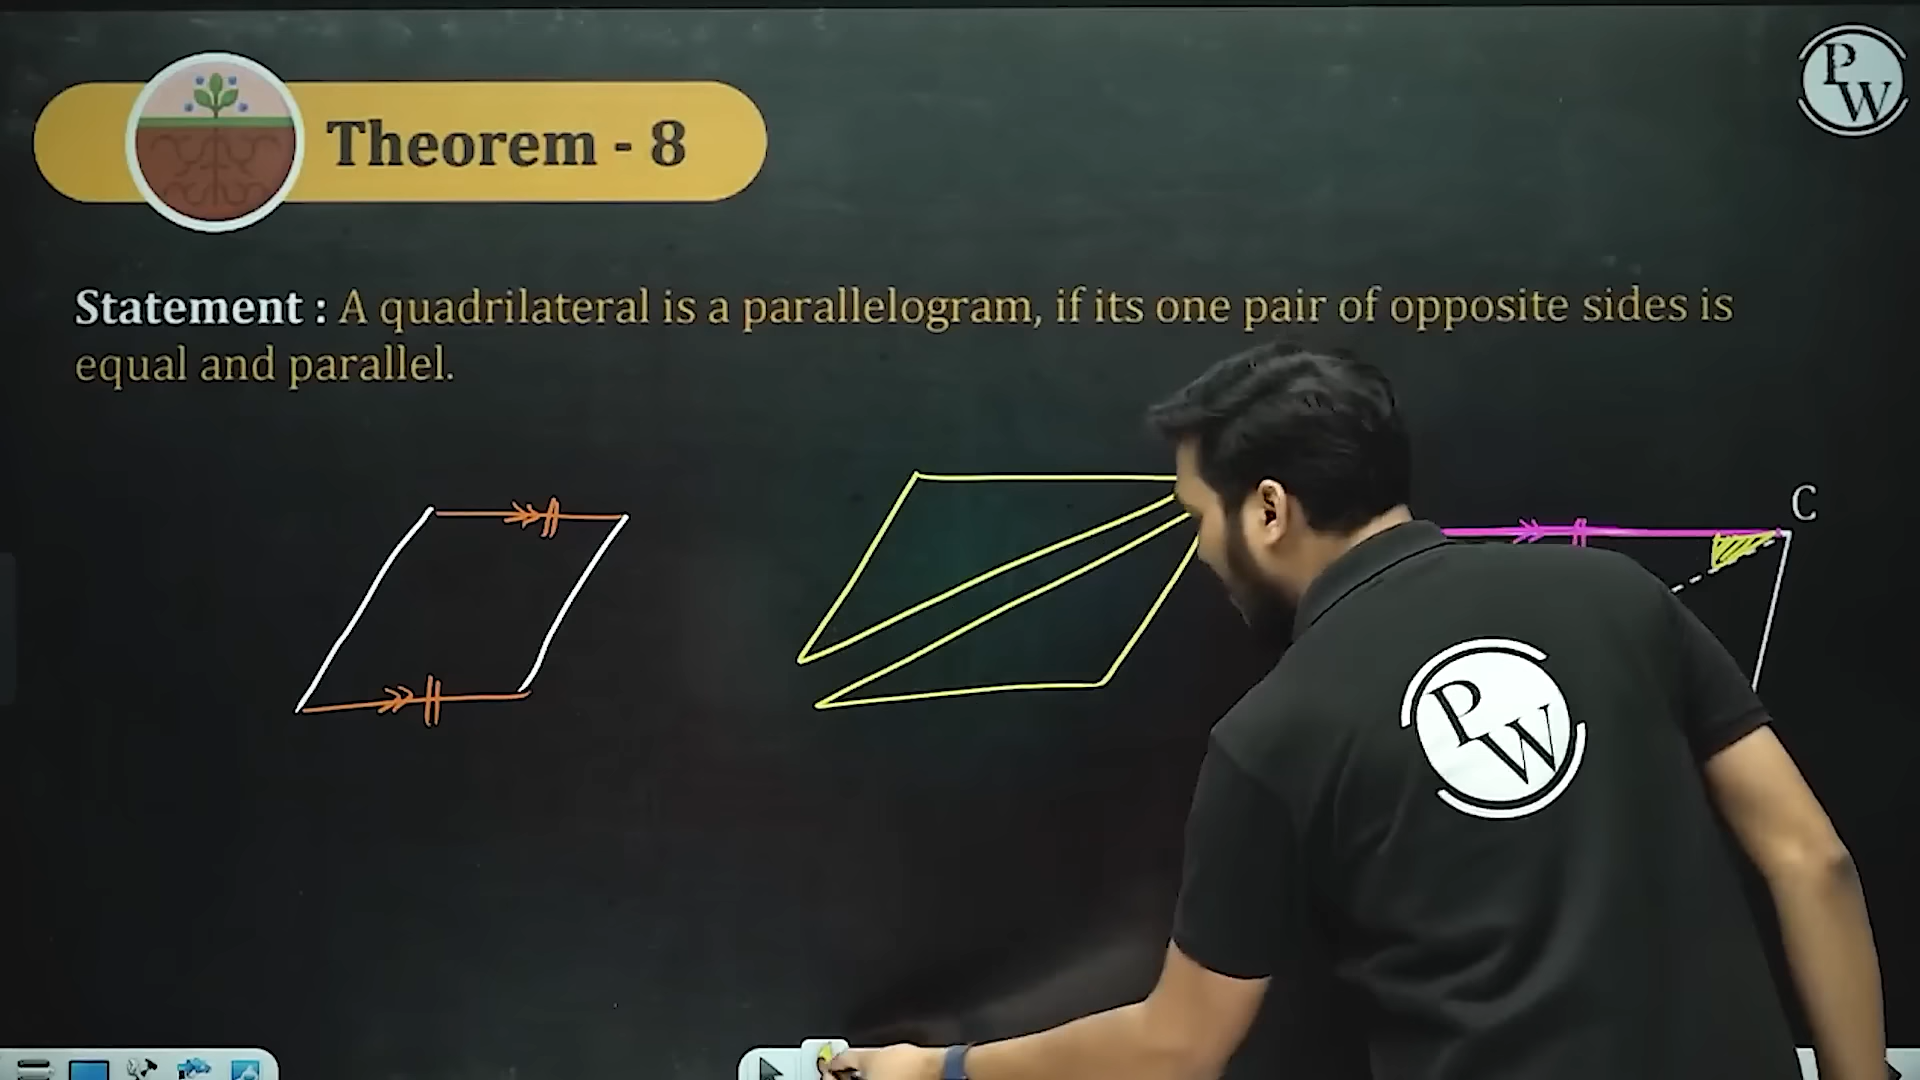 P
W
Theorem - 8
Statement : A quadrilateral is a parallelogram, if its one pair of opposite sides is
equal and parallel.
C
P
W